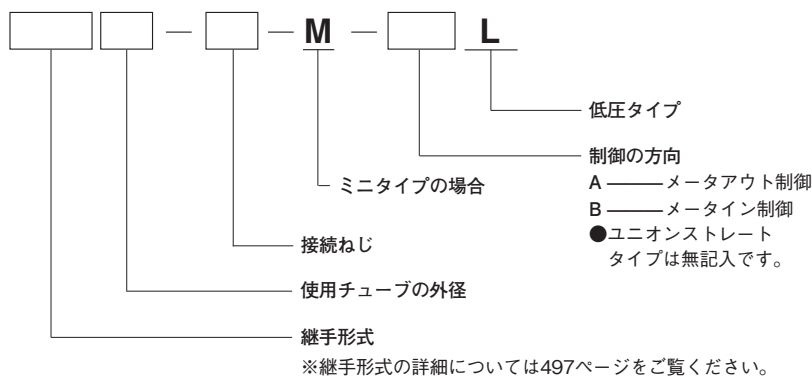 — — M — L
低圧タイプ
制御の方向
A ——— メータアウト制御
B ——— メータイン制御
●ユニオンストレート
タイプは無記入です。
ミニタイプの場合
接続ねじ
使用チューブの外径
継手形式
※継手形式の詳細については497ページをご覧ください。